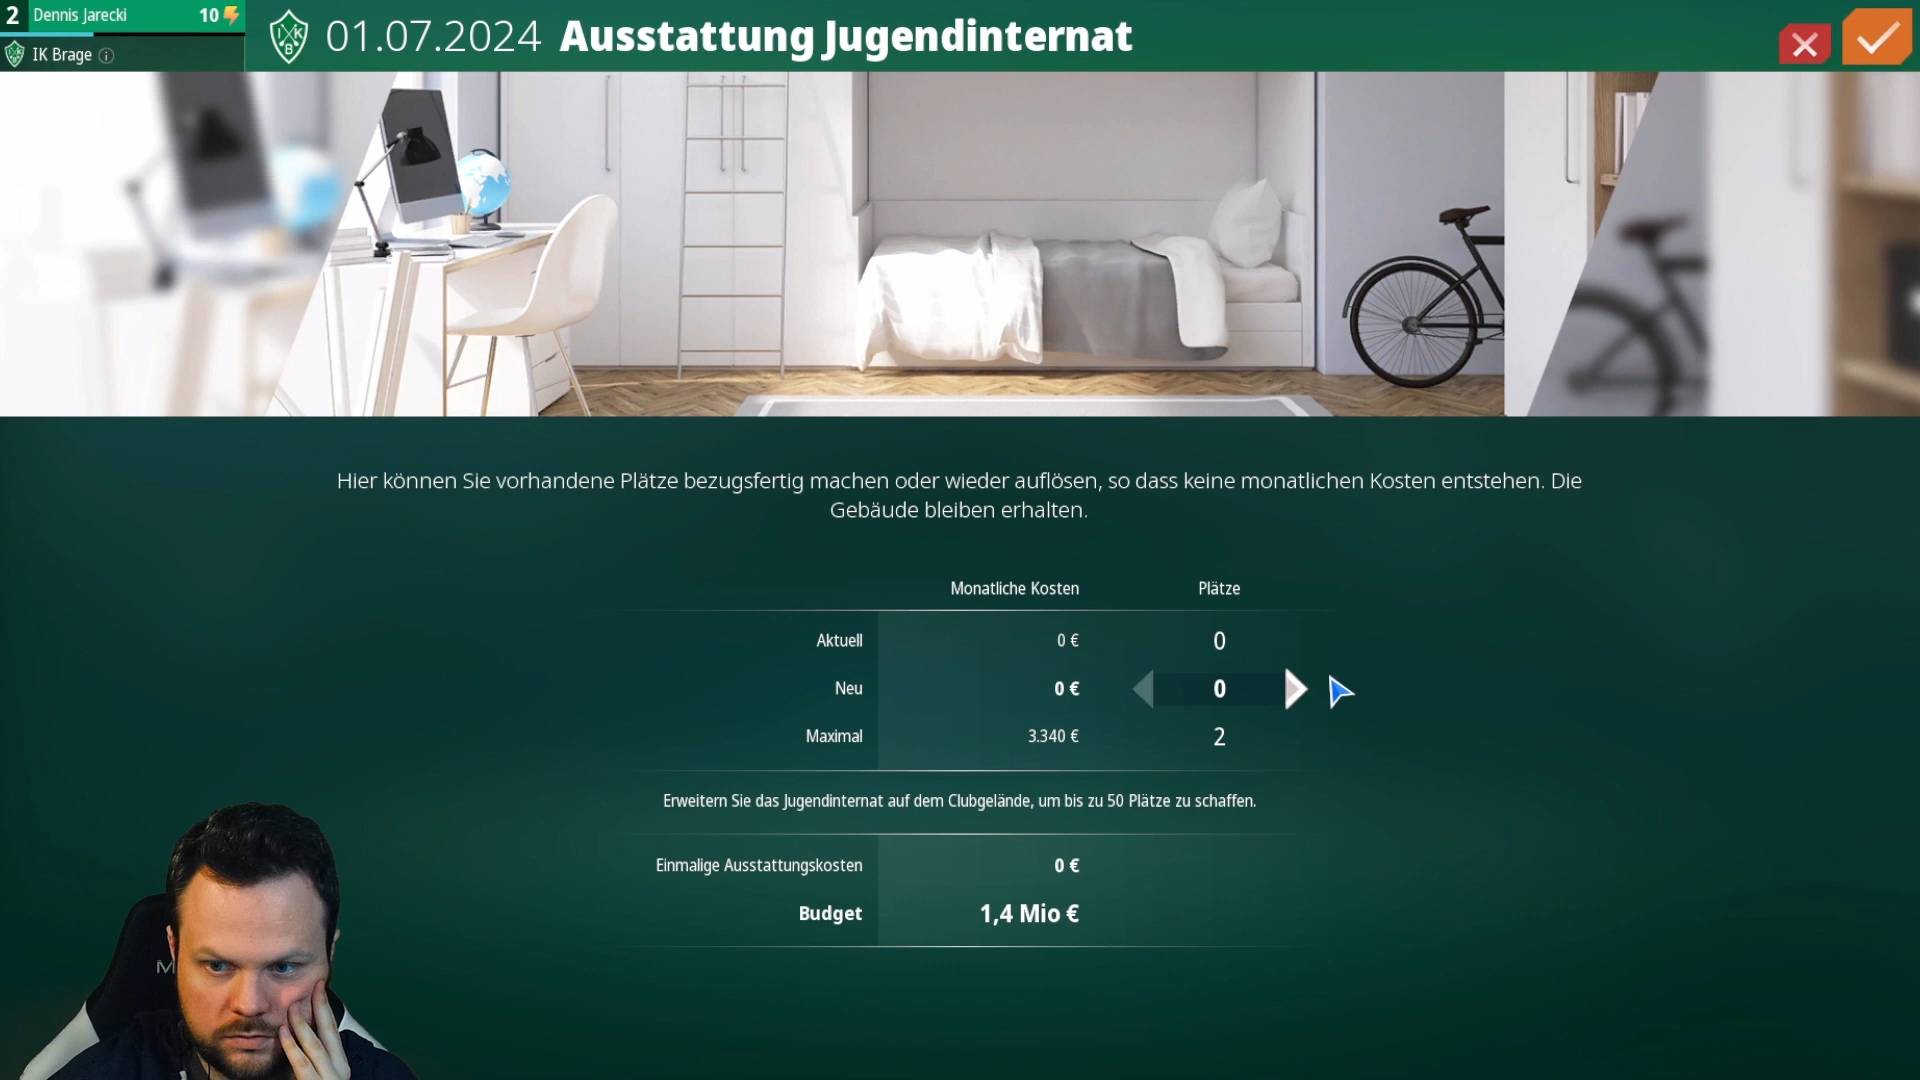 2 Dennis Jarecki 10
IK Brage
01.07.2024 Ausstattung Jugendinternat
Hier können Sie vorhandene Plätze bezugsfertig machen oder wieder auflösen, so dass keine monatlichen Kosten entstehen. Die
Gebäude bleiben erhalten.
Monatliche Kosten Plätze
Aktuell 0 € 0
Neu 0 € 0
Maximal 3.340 € 2
Erweitern Sie das Jugendinternat auf dem Clubgelände, um bis zu 50 Plätze zu schaffen.
Einmalige Ausstattungskosten 0 €
Budget 1,4 Mio €